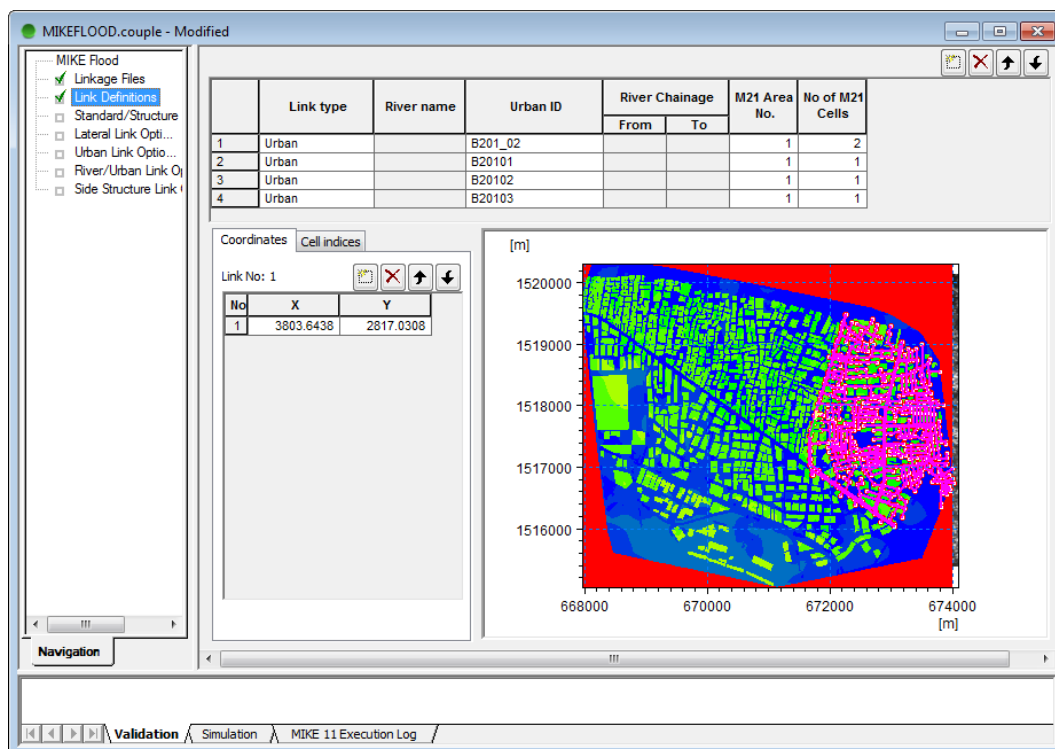 MIKEFLOOD.couple - Modified
MIKE Flood
Linkage Files
Link Definitions
Standard/Structure
Lateral Link Opti...
Urban Link Optio...
River/Urban Link O
Side Structure Link
Navigation
Link type River name Urban ID River Chainage M21 Area No. No of M21 Cells
From To
1 Urban B201_02 1 2
2 Urban B20101 1 1
3 Urban B20102 1 1
4 Urban B20103 1 1
Coordinates Cell indices
Link No: 1
No X Y
1 3803.6438 2817.0308
[m]
1520000
1519000
1518000
1517000
1516000
668000 670000 672000 674000
[m]
Validation Simulation MIKE 11 Execution Log